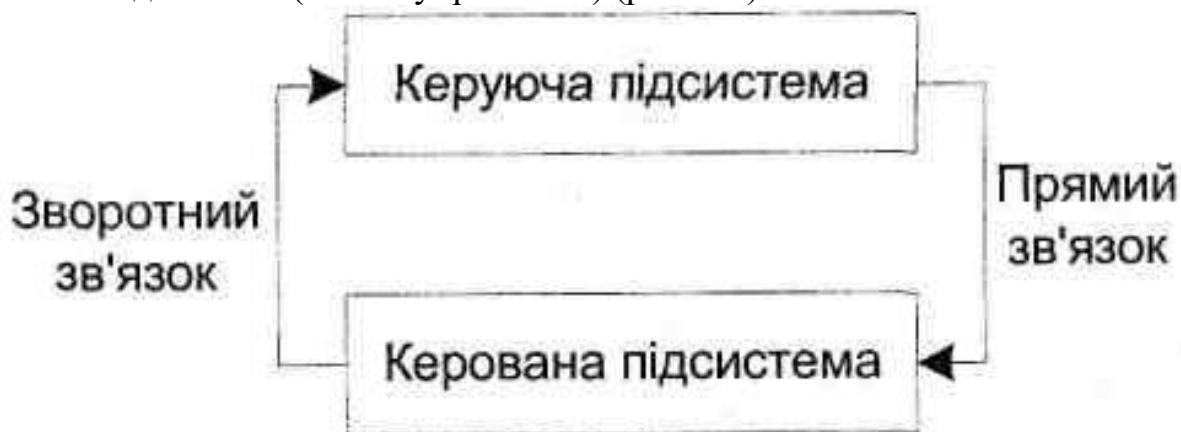 Керуюча підсистема
Зворотний
зв'язок
Прямий
зв'язок
Керована підсистема